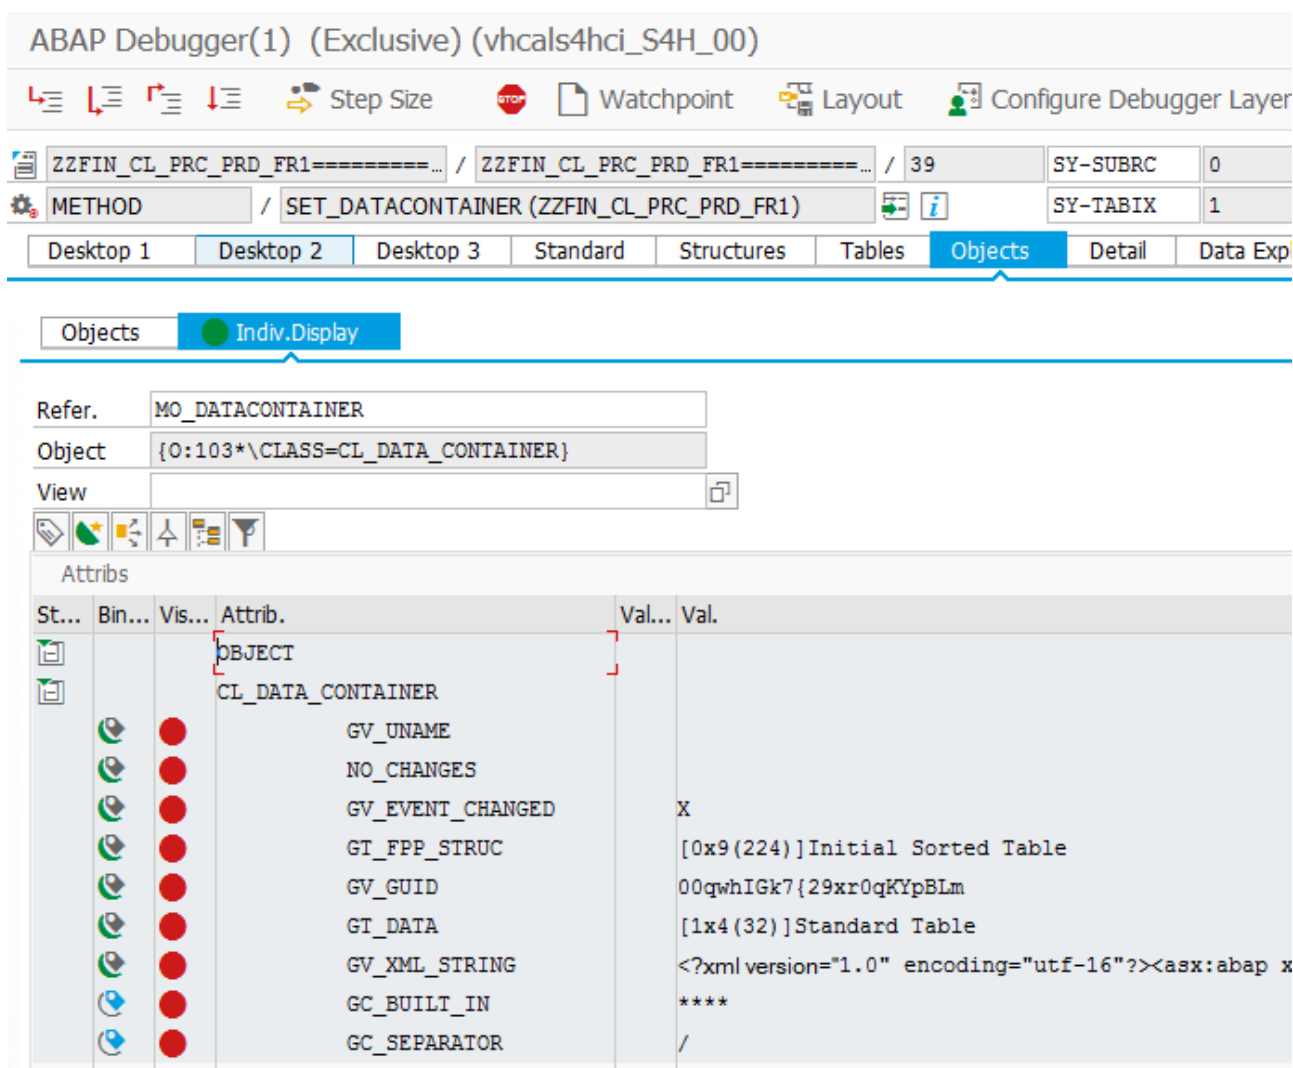 ABAP Debugger(1) (Exclusive) (vhcals4hci_S4H_00)
Step Size STOP Watchpoint Layout Configure Debugger Layer
ZZFIN_CL_PRC_PRD_FR1=========… / ZZFIN_CL_PRC_PRD_FR1=========… / 39 SY-SUBRC 0
METHOD / SET_DATACONTAINER (ZZFIN_CL_PRC_PRD_FR1) SY-TABIX 1
Desktop 1 Desktop 2 Desktop 3 Standard Structures Tables Objects Detail Data Expl
Objects Indiv.Display
Refer. MO_DATACONTAINER
Object {O:103*\CLASS=CL_DATA_CONTAINER}
View
Attribs
St... Bin... Vis... Attrib. Val... Val.
OBJECT
CL_DATA_CONTAINER
GV_UNAME
NO_CHANGES
GV_EVENT_CHANGED X
GT_FPP_STRUC [0x9(224)]Initial Sorted Table
GV_GUID 00qwhIGk7{29xr0qKYpBLm
GT_DATA [1x4(32)]Standard Table
GV_XML_STRING <?xml version="1.0" encoding="utf-16"?><asx:abap x
GC_BUILT_IN ****
GC_SEPARATOR /